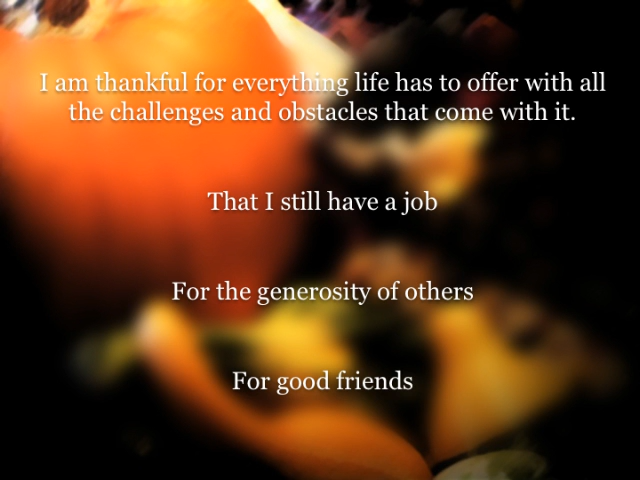 I am thankful for everything life has to offer with all
the challenges and obstacles that come with it.
That I still have a job
For the generosity of others
For good friends